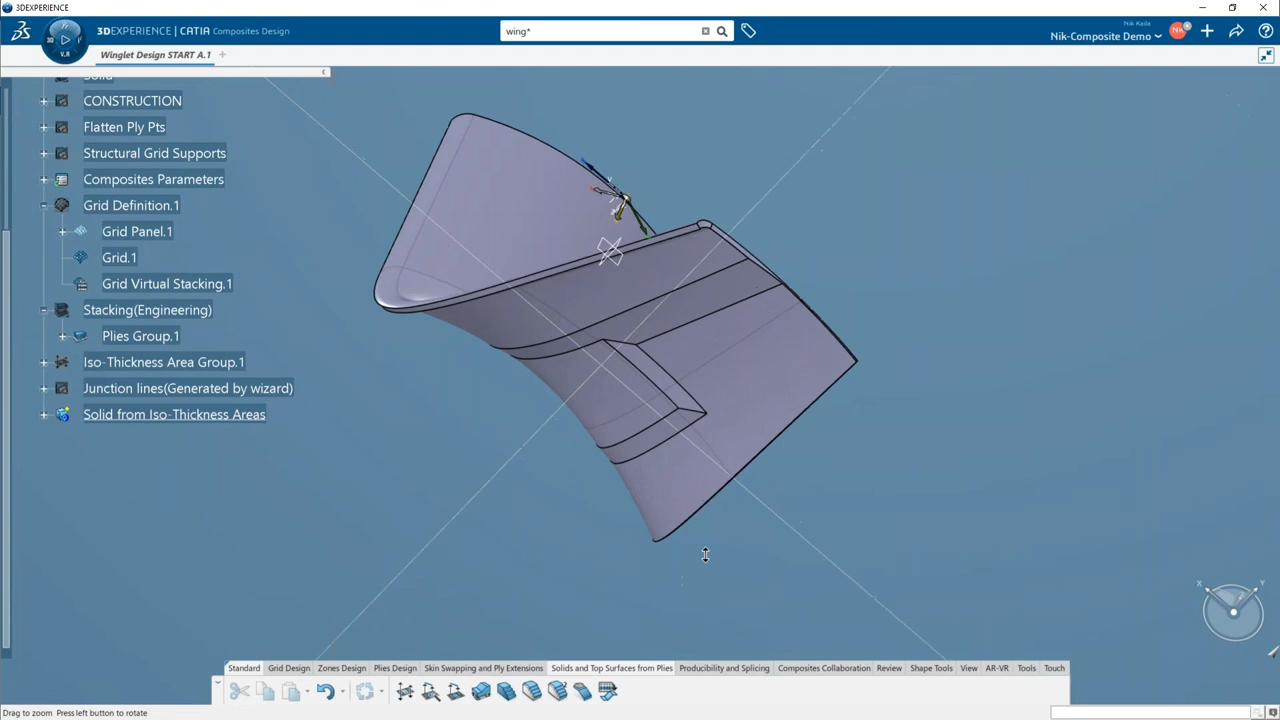 3DEXPERIENCE
3DEXPERIENCE | CATIA Composites Design
wing*
Nik Kada
Nik-Composite Demo
NK
V.R
Winglet Design START A.1
Solid
CONSTRUCTION
Flatten Ply Pts
Structural Grid Supports
Composites Parameters
Grid Definition.1
Grid Panel.1
Grid.1
Grid Virtual Stacking.1
Stacking(Engineering)
Plies Group.1
Iso-Thickness Area Group.1
Junction lines(Generated by wizard)
Solid from Iso-Thickness Areas
X Y
Standard Grid Design Zones Design Plies Design Skin Swapping and Ply Extensions Solids and Top Surfaces from Plies Producibility and Splicing Composites Collaboration Review Shape Tools View AR-VR Tools Touch
Drag to zoom Press left button to rotate